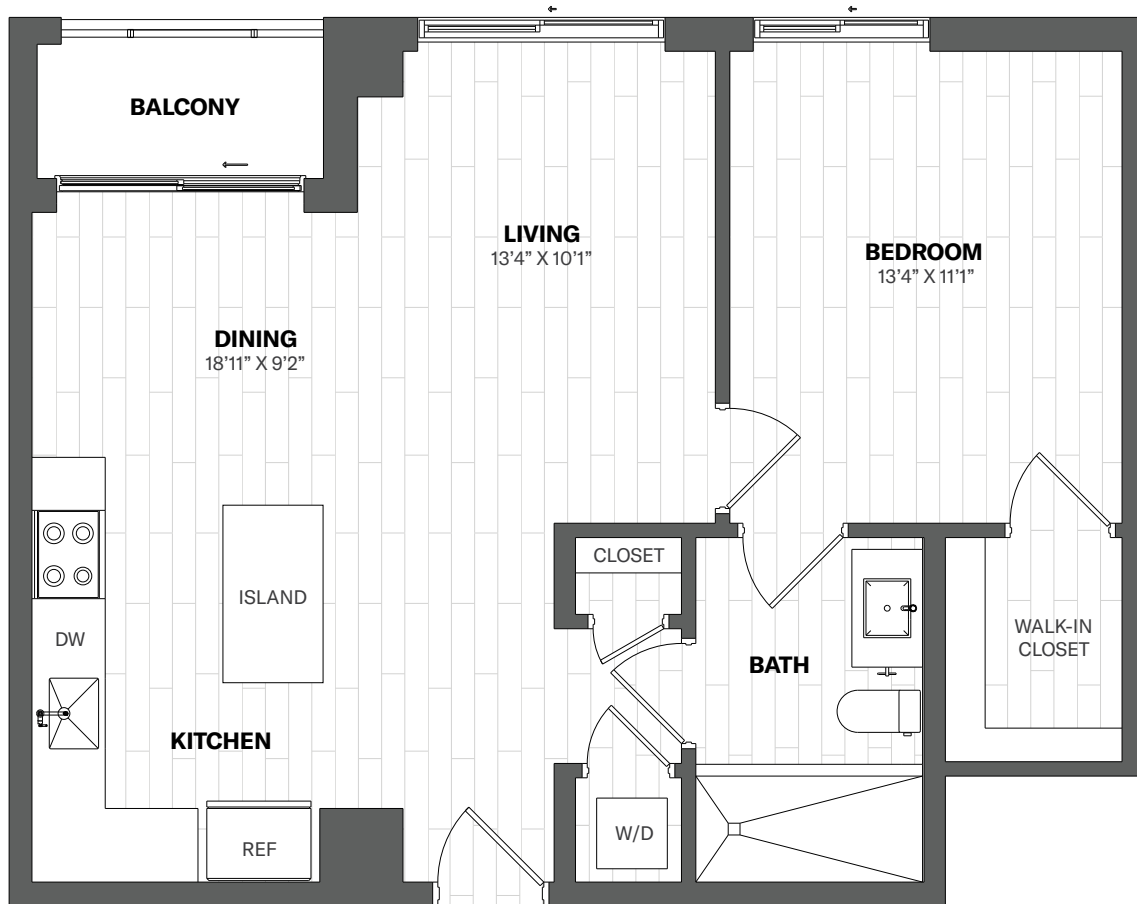 BALCONY
LIVING
13’4” X 10’1”
BEDROOM
13’4” X 11’1”
DINING
18’11” X 9’2”
CLOSET
ISLAND
DW
WALK-IN
CLOSET
BATH
KITCHEN
W/D
REF